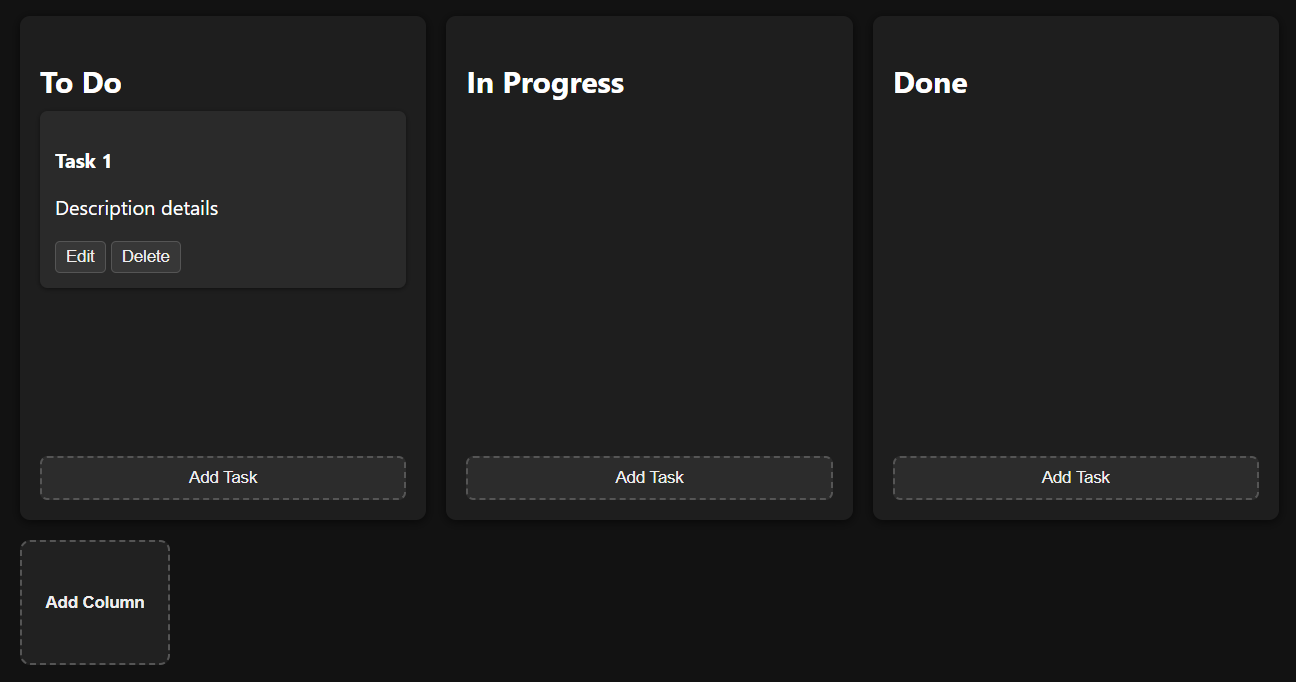 To Do
Task 1
Description details
Edit Delete
Add Task
In Progress
Add Task
Done
Add Task
Add Column